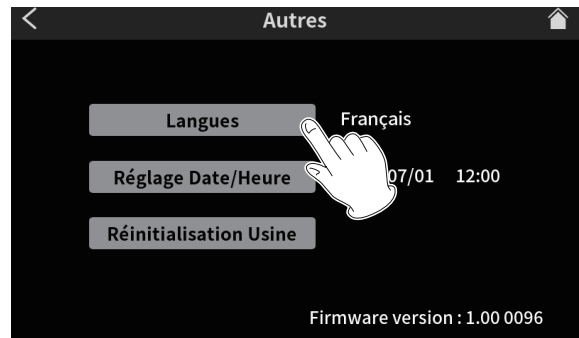 Autres
Langues Français
Réglage Date/Heure 07/01 12:00
Réinitialisation Usine
Firmware version : 1.00 0096